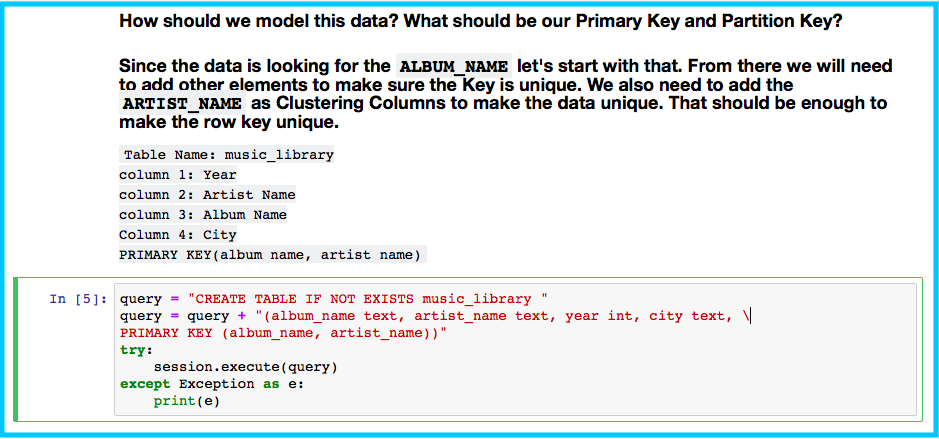 How should we model this data? What should be our Primary Key and Partition Key?
Since the data is looking for the ALBUM_NAME let's start with that. From there we will need
to add other elements to make sure the Key is unique. We also need to add the
ARTIST_NAME as Clustering Columns to make the data unique. That should be enough to
make the row key unique.
Table Name: music_library
column 1: Year
column 2: Artist Name
column 3: Album Name
Column 4: City
PRIMARY KEY(album name, artist name)
In [5]: query = "CREATE TABLE IF NOT EXISTS music_library "
query = query + "(album_name text, artist_name text, year int, city text, \
PRIMARY KEY (album_name, artist_name))"
try:
    session.execute(query)
except Exception as e:
    print(e)